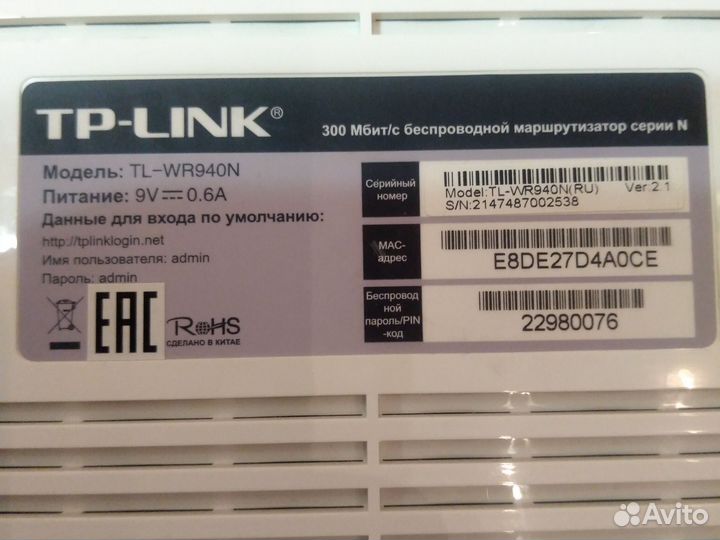 TP-LINK®
300 Мбит/с беспроводной маршрутизатор серии N
Модель: TL-WR940N
Питание: 9V⎓0.6A
Данные для входа по умолчанию:
http://tplinklogin.net
Имя пользователя: admin
Пароль: admin
EAC
RoHS
СДЕЛАНО В КИТАЕ
Серийный
номер
Model:TL-WR940N(RU) Ver 2.1
S/N:2147487002538
MAC-
адрес
E8DE27D4A0CE
Беспровод
ной
пароль/PIN
-код
22980076
Avito